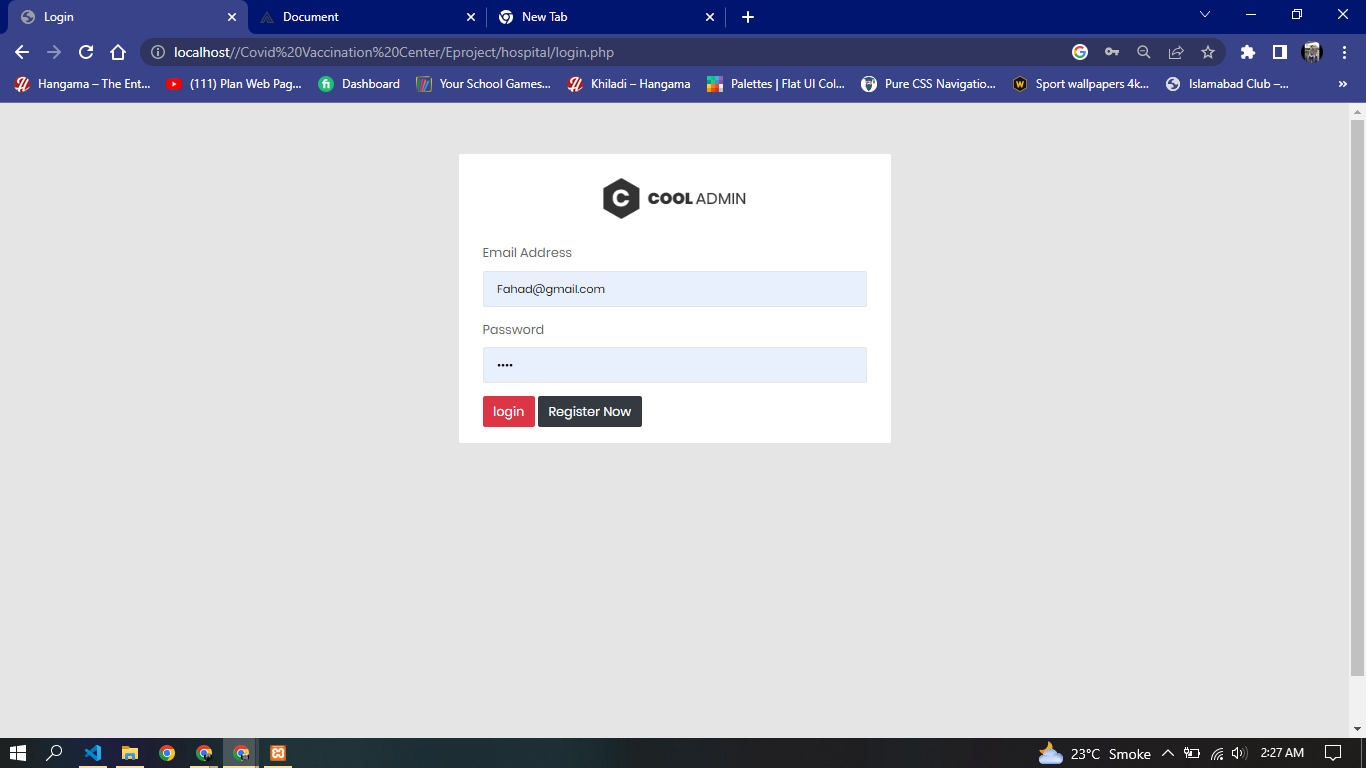 Login
Document
New Tab
localhost//Covid%20Vaccination%20Center/Eproject/hospital/login.php
Hangama – The Ent...
(111) Plan Web Pag...
Dashboard
Your School Games...
Khiladi – Hangama
Palettes | Flat UI Col...
Pure CSS Navigatio...
Sport wallpapers 4k...
Islamabad Club –...
»
C COOL ADMIN
Email Address
Fahad@gmail.com
Password
••••
login
Register Now
23°C Smoke
2:27 AM